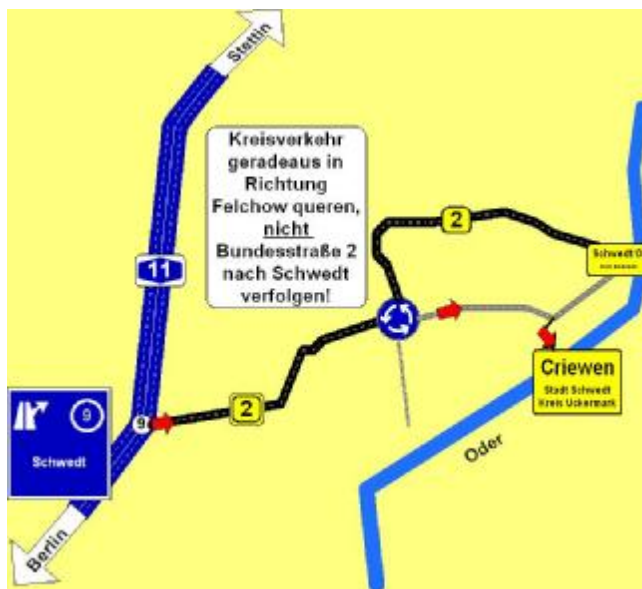 Stettin
Kreisverkehr
geradeaus in
Richtung
Felchow queren,
nicht
Bundesstraße 2
nach Schwedt
verfolgen!
2
Schwedt O
11
Criewen
Stadt Schwedt
Kreis Uckermark
9
2
9
Schwedt
Oder
Berlin